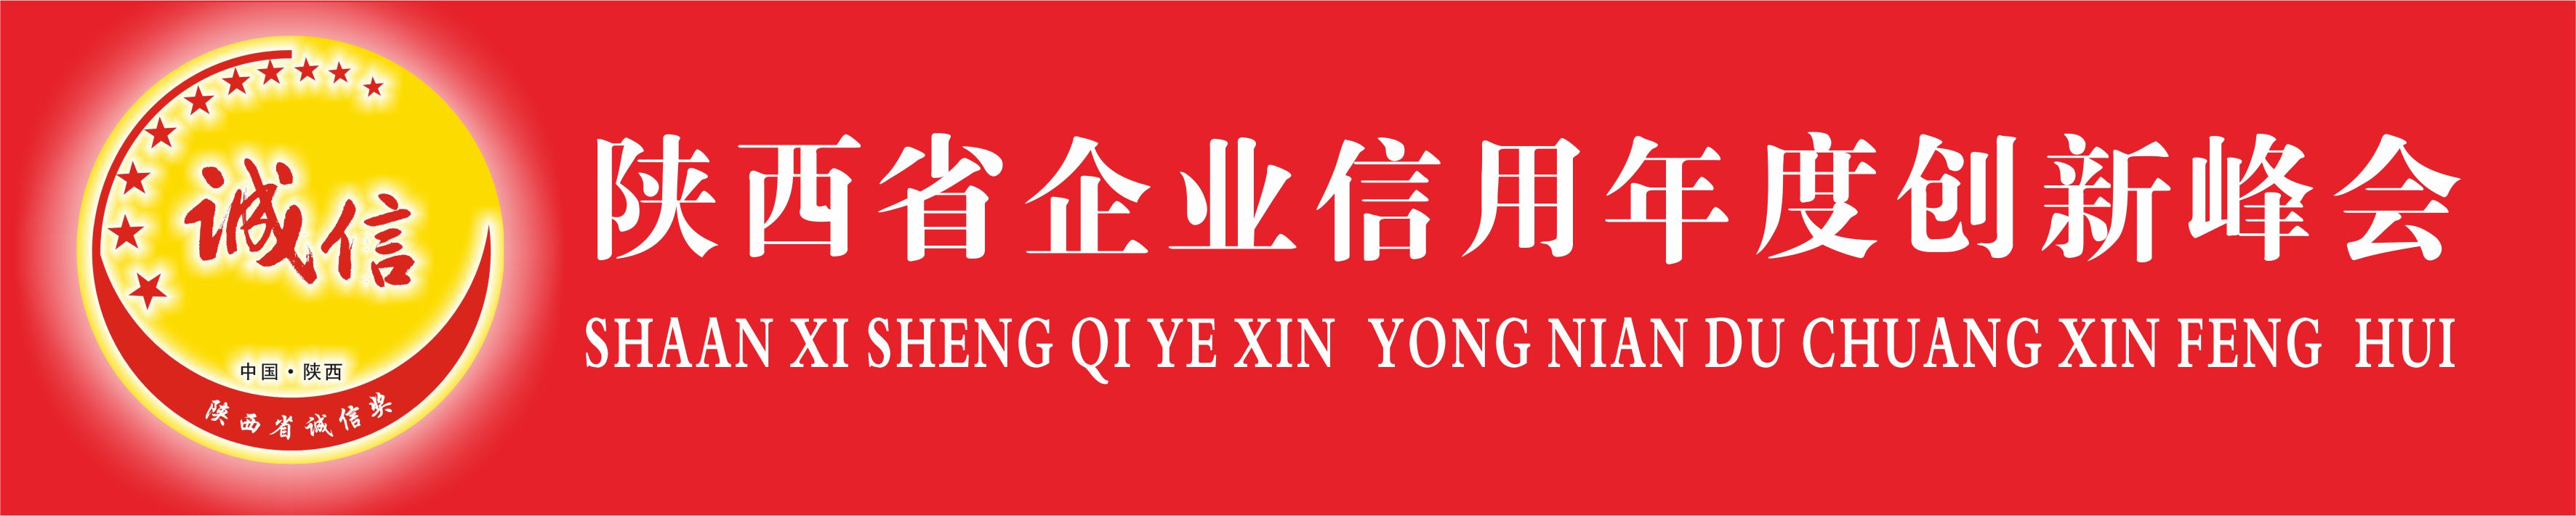 诚信
中国·陕西
陕西省诚信奖
陕西省企业信用年度创新峰会
SHAAN XI SHENG QI YE XIN YONG NIAN DU CHUANG XIN FENG HUI